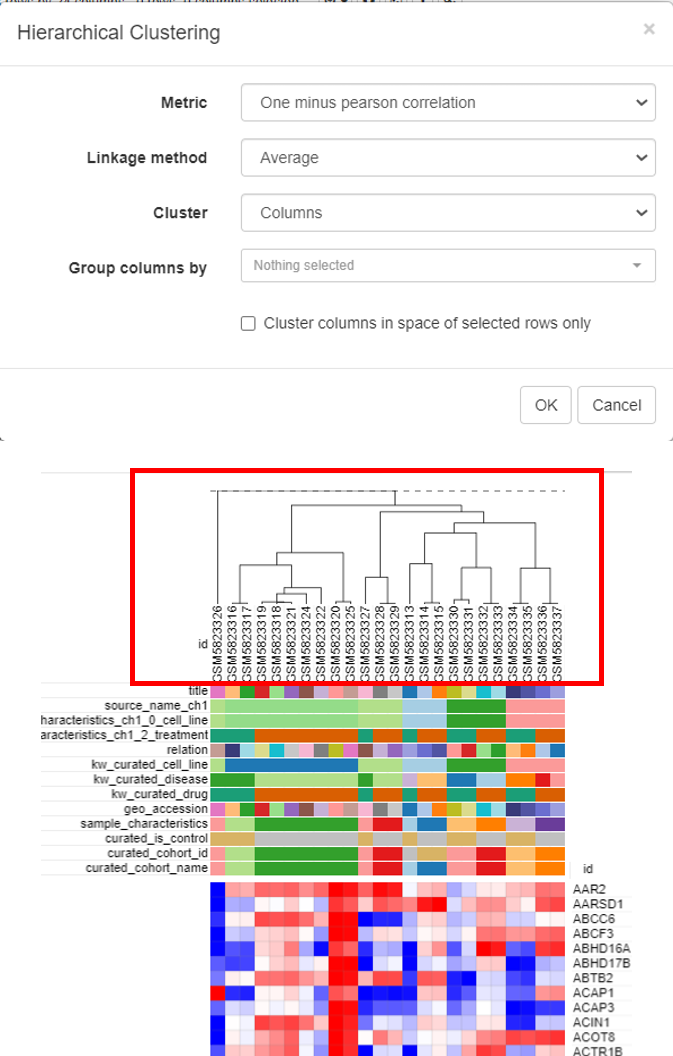 Hierarchical Clustering
×
Metric
One minus pearson correlation
Linkage method
Average
Cluster
Columns
Group columns by
Nothing selected
Cluster columns in space of selected rows only
OK
Cancel
id
GSM5823326
GSM5823316
GSM5823317
GSM5823319
GSM5823318
GSM5823321
GSM5823324
GSM5823322
GSM5823320
GSM5823325
GSM5823327
GSM5823328
GSM5823329
GSM5823313
GSM5823314
GSM5823315
GSM5823330
GSM5823331
GSM5823332
GSM5823333
GSM5823334
GSM5823335
GSM5823336
GSM5823337
title
source_name_ch1
haracteristics_ch1_0_cell_line
aracteristics_ch1_2_treatment
relation
kw_curated_cell_line
kw_curated_disease
kw_curated_drug
geo_accession
sample_characteristics
curated_is_control
curated_cohort_id
curated_cohort_name
id
AAR2
AARSD1
ABCC6
ABCF3
ABHD16A
ABHD17B
ABTB2
ACAP1
ACAP3
ACIN1
ACOT8
ACTR1B